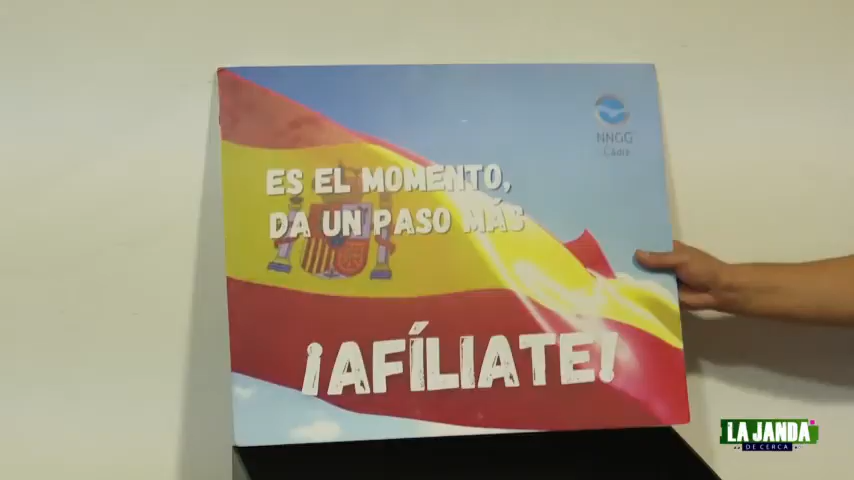 NNGG
Cádiz
ES EL MOMENTO,
DA UN PASO MÁS
¡AFÍLIATE!
LA JANDA
DE CERCA